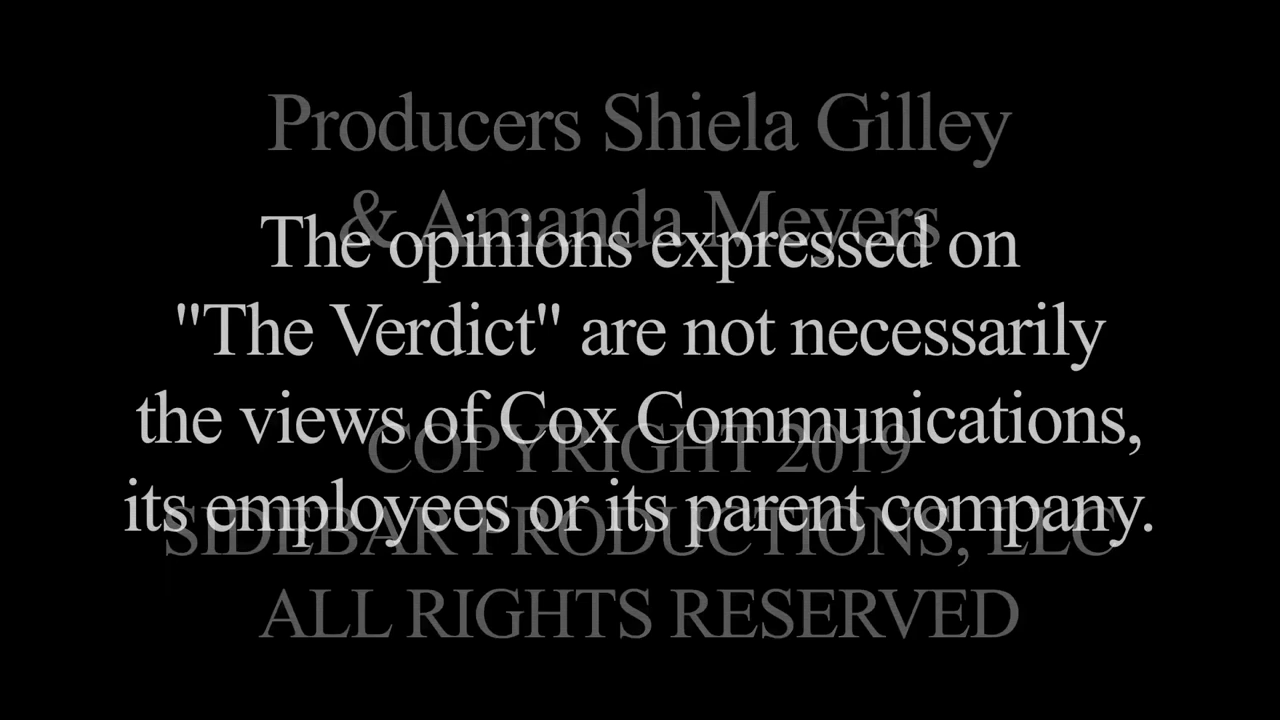 Producers Shiela Gilley
& Amanda Meyers
The opinions expressed on
"The Verdict" are not necessarily
the views of Cox Communications,
its employees or its parent company.
COPYRIGHT 2019
SIDEBAR PRODUCTIONS, LLC
ALL RIGHTS RESERVED